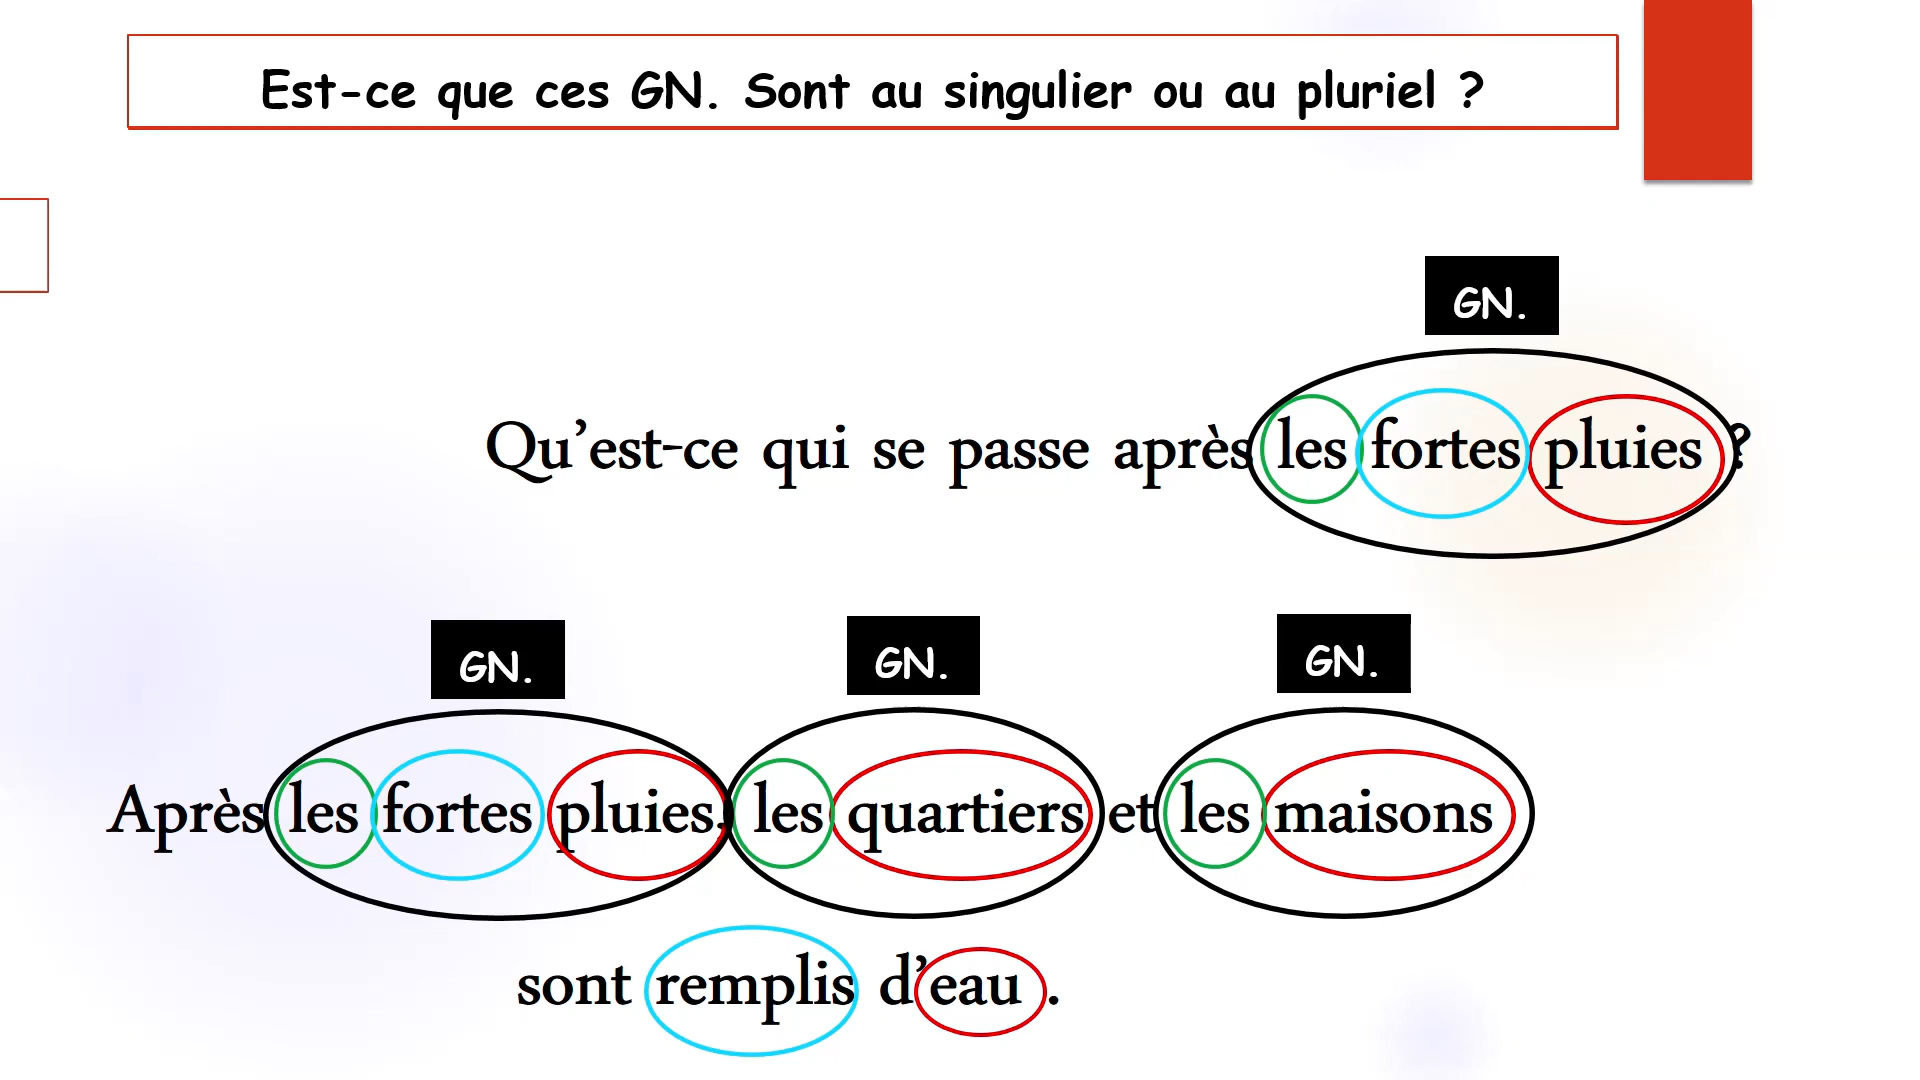 Est-ce que ces GN. Sont au singulier ou au pluriel ?
GN.
Qu’est-ce qui se passe après les fortes pluies ?
GN. GN. GN.
Après les fortes pluies, les quartiers et les maisons
sont remplis d’eau .